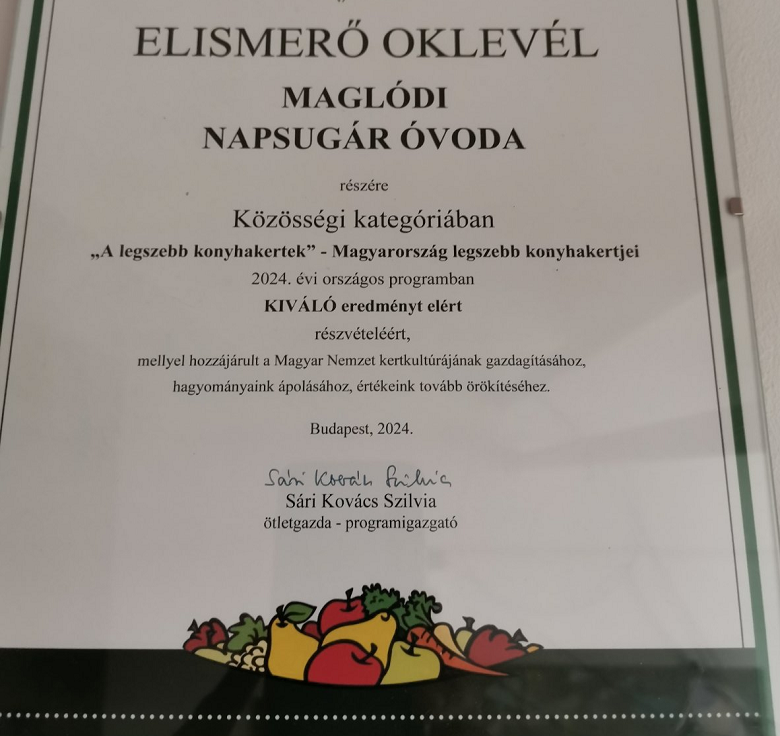 ELISMERŐ OKLEVÉL
MAGLÓDI
NAPSUGÁR ÓVODA
részére
Közösségi kategóriában
„A legszebb konyhakertek” - Magyarország legszebb konyhakertjei
2024. évi országos programban
KIVÁLÓ eredményt elért
részvételéért,
mellyel hozzájárult a Magyar Nemzet kertkultúrájának gazdagításához,
hagyományaink ápolásához, értékeink tovább örökítéséhez.
Budapest, 2024.
Sári Kovács Szilvia
Sári Kovács Szilvia
ötletgazda - programigazgató